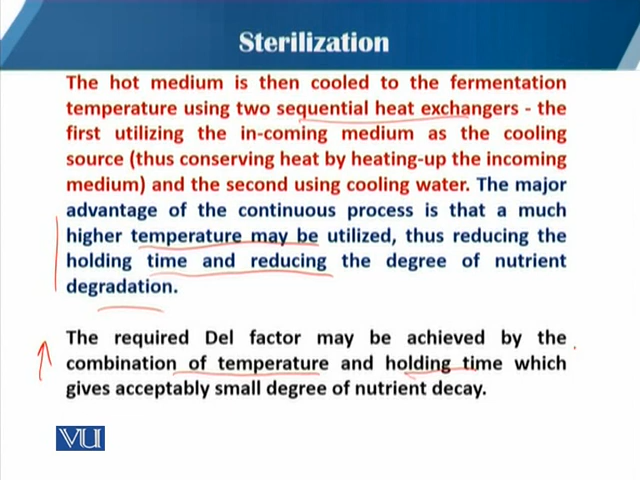 Sterilization
The hot medium is then cooled to the fermentation
temperature using two sequential heat exchangers - the
first utilizing the in-coming medium as the cooling
source (thus conserving heat by heating-up the incoming
medium) and the second using cooling water. The major
advantage of the continuous process is that a much
higher temperature may be utilized, thus reducing the
holding time and reducing the degree of nutrient
degradation.
The required Del factor may be achieved by the
combination of temperature and holding time which
gives acceptably small degree of nutrient decay.
VU